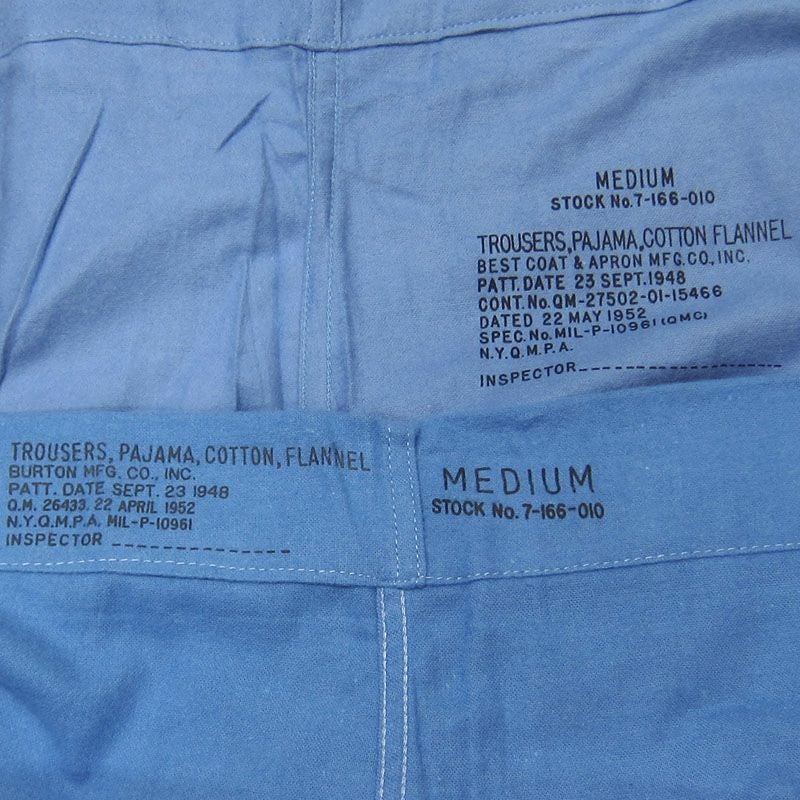 MEDIUM
STOCK No. 7-166-010
TROUSERS, PAJAMA, COTTON FLANNEL
BEST COAT & APRON MFG. CO., INC.
PATT. DATE 23 SEPT. 1948
CONT. No. QM-27502-01-15466
DATED 22 MAY 1952
SPEC. No. MIL-P-10961 (QMC)
N.Y.Q.M.P.A.
INSPECTOR
TROUSERS, PAJAMA, COTTON, FLANNEL
BURTON MFG. CO., INC.
PATT. DATE SEPT. 23 1948
Q.M. 26433. 22 APRIL 1952
N.Y.Q.M.P.A. MIL-P-10961
INSPECTOR
MEDIUM
STOCK No. 7-166-010